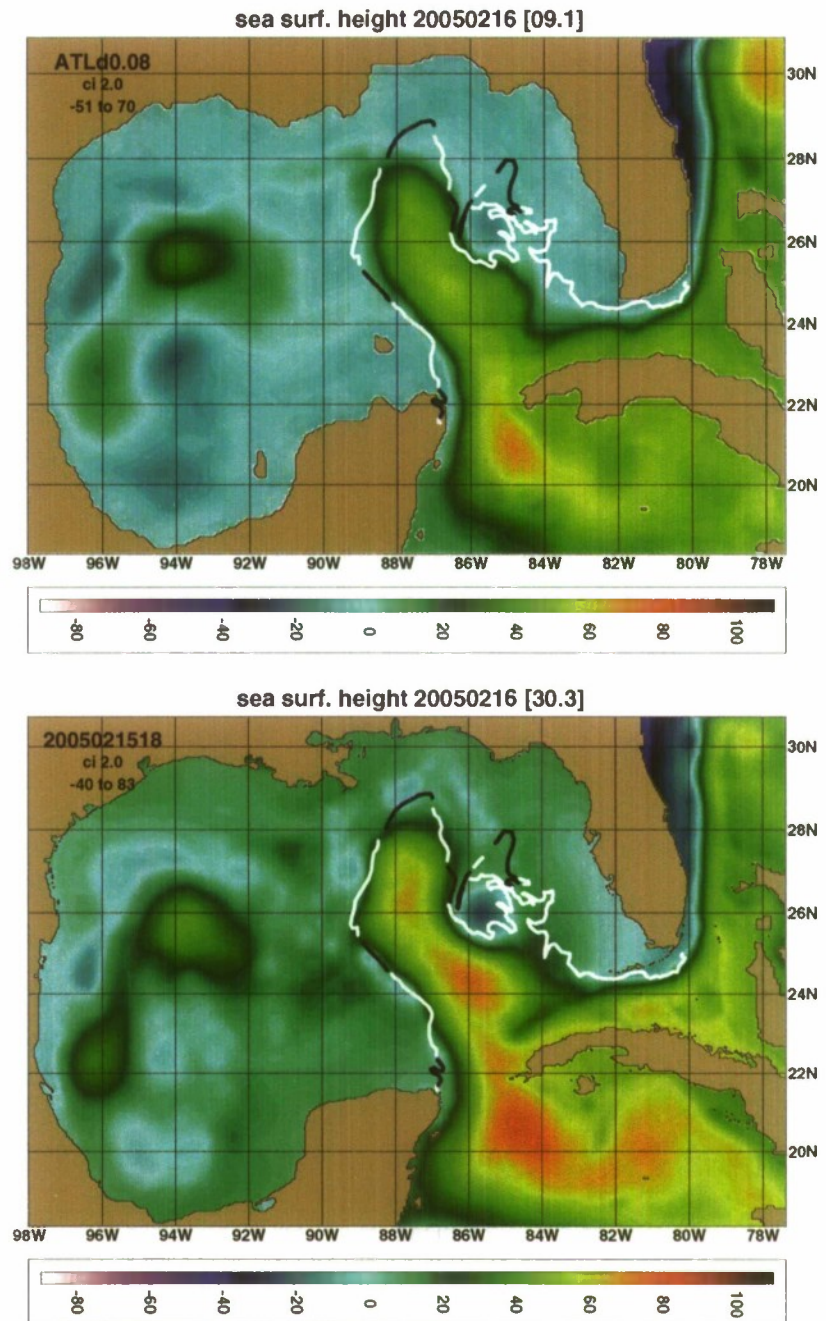 sea surf. height 20050216 [09.1]
ATLd0.08
ci 2.0
-51 to 70
30N
28N
26N
24N
22N
20N
98W 96W 94W 92W 90W 88W 86W 84W 82W 80W 78W
-80 -60 -40 -20 0 20 40 60 80 100
sea surf. height 20050216 [30.3]
2005021518
ci 2.0
-40 to 83
30N
28N
26N
24N
22N
20N
98W 96W 94W 92W 90W 88W 86W 84W 82W 80W 78W
-80 -60 -40 -20 0 20 40 60 80 100